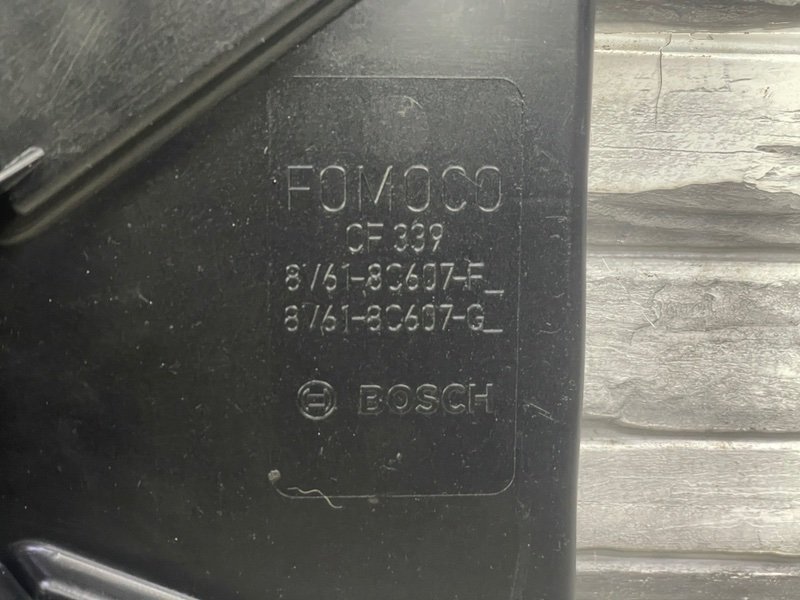 FOMOCO
CF 339
8V61-8C607-F_
8V61-8C607-G_
BOSCH